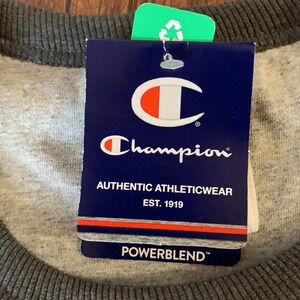 Champion
AUTHENTIC ATHLETICWEAR
EST. 1919
POWERBLEND™